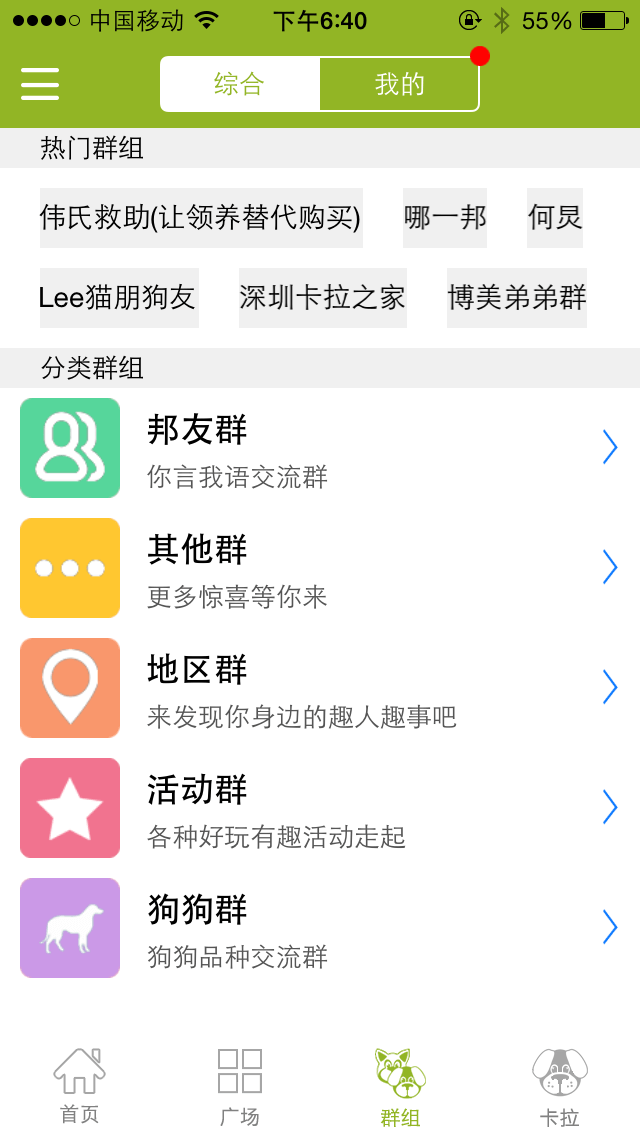 中国移动 下午6:40 55%
综合 我的
热门群组
伟氏救助(让领养替代购买) 哪一邦 何炅
Lee猫朋狗友 深圳卡拉之家 博美弟弟群
分类群组
邦友群
你言我语交流群
其他群
更多惊喜等你来
地区群
来发现你身边的趣人趣事吧
活动群
各种好玩有趣活动走起
狗狗群
狗狗品种交流群
首页 广场 群组 卡拉